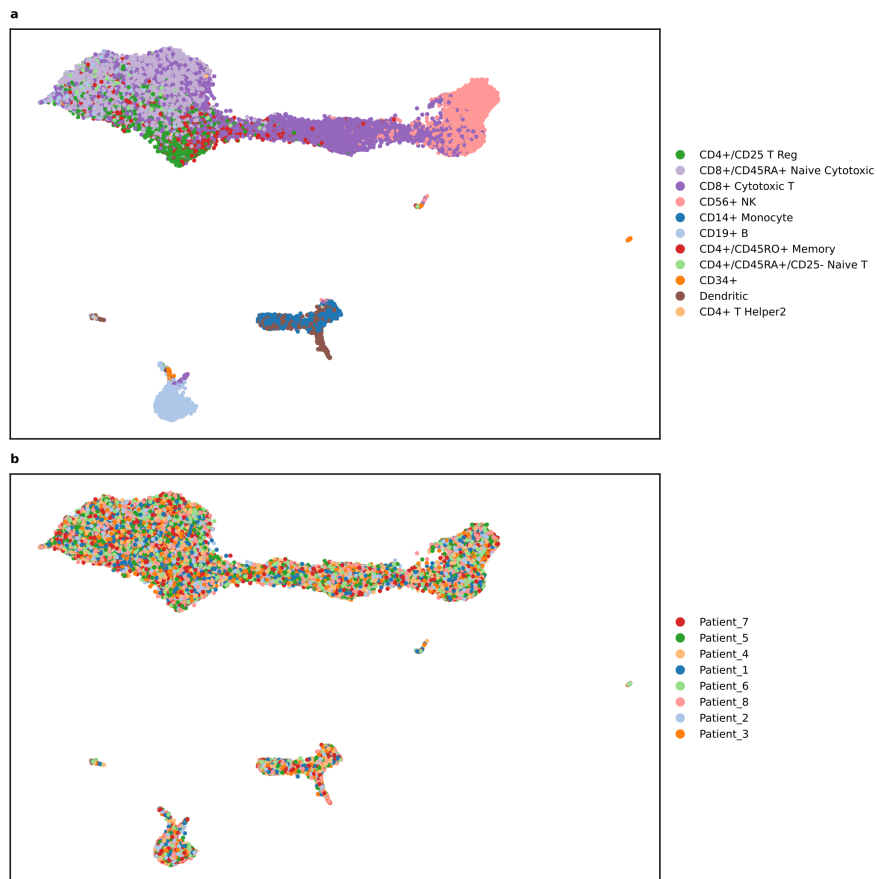 a
CD4+/CD25 T Reg
CD8+/CD45RA+ Naive Cytotoxic
CD8+ Cytotoxic T
CD56+ NK
CD14+ Monocyte
CD19+ B
CD4+/CD45RO+ Memory
CD4+/CD45RA+/CD25- Naive T
CD34+
Dendritic
CD4+ T Helper2
b
Patient_7
Patient_5
Patient_4
Patient_1
Patient_6
Patient_8
Patient_2
Patient_3